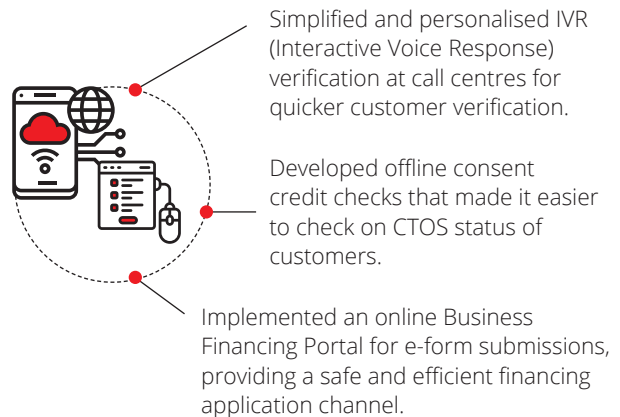 Simplified and personalised IVR
(Interactive Voice Response)
verification at call centres for
quicker customer verification.
Developed offline consent
credit checks that made it easier
to check on CTOS status of
customers.
Implemented an online Business
Financing Portal for e-form submissions,
providing a safe and efficient financing
application channel.